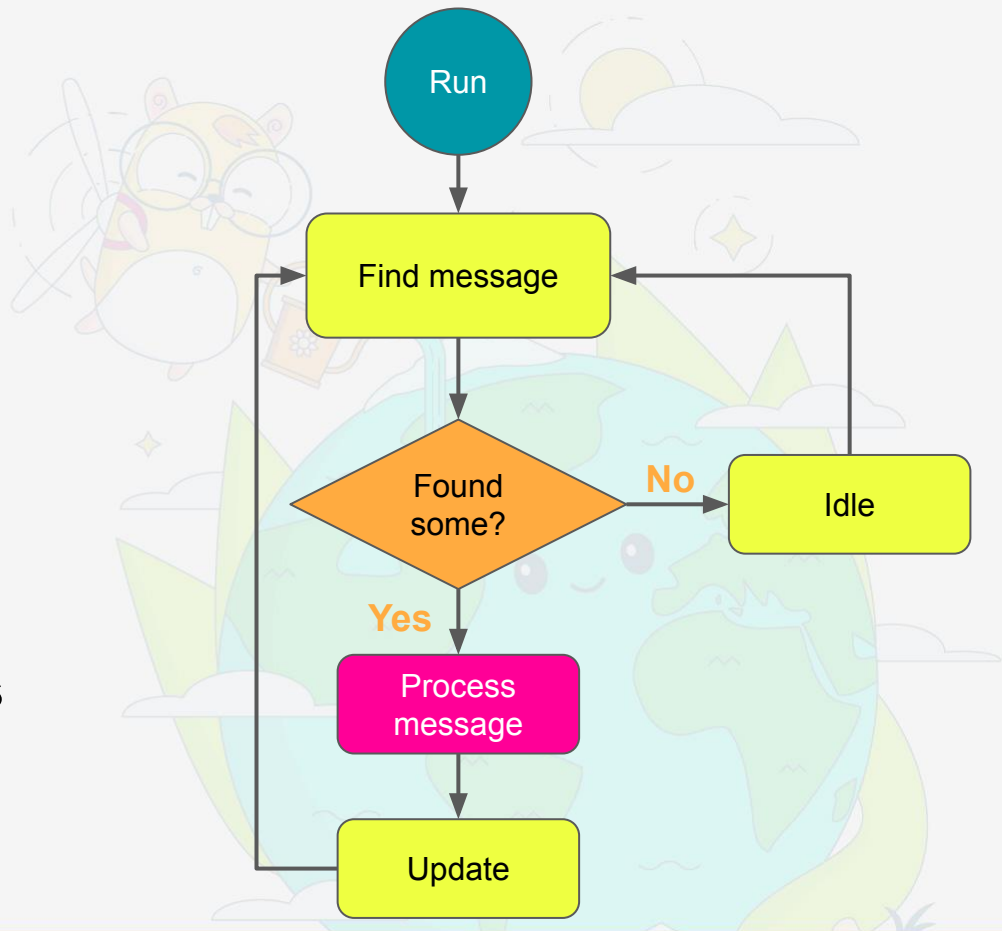 Run
Find message
Found
some?
No
Idle
Yes
Process
message
Update